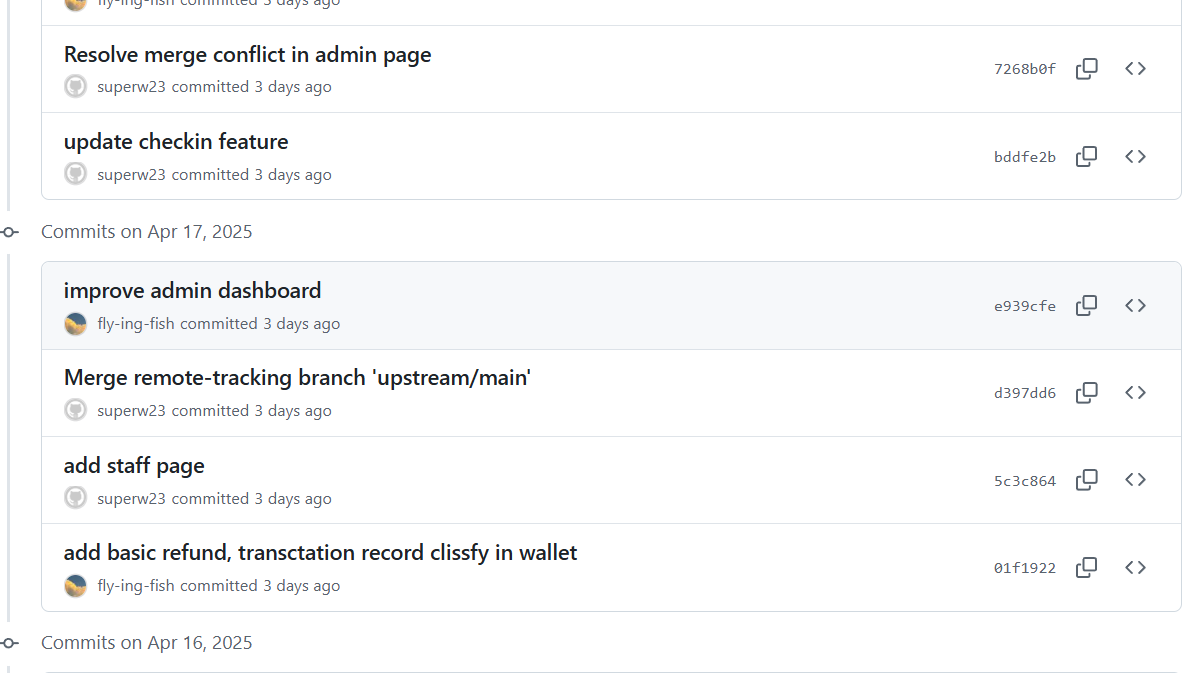 fly-ing-fish committed 3 days ago
Resolve merge conflict in admin page
superw23 committed 3 days ago
7268b0f
update checkin feature
superw23 committed 3 days ago
bddfe2b
Commits on Apr 17, 2025
improve admin dashboard
fly-ing-fish committed 3 days ago
e939cfe
Merge remote-tracking branch 'upstream/main'
superw23 committed 3 days ago
d397dd6
add staff page
superw23 committed 3 days ago
5c3c864
add basic refund, transctation record clissfy in wallet
fly-ing-fish committed 3 days ago
01f1922
Commits on Apr 16, 2025